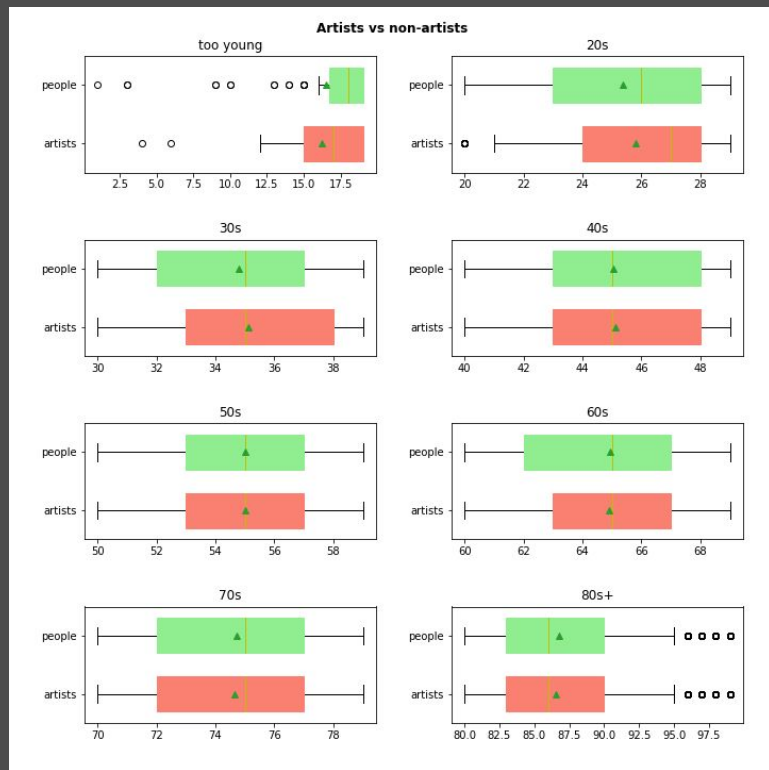 Artists vs non-artists
too young
people
artists
2.5 5.0 7.5 10.0 12.5 15.0 17.5
20s
people
artists
20 22 24 26 28
30s
people
artists
30 32 34 36 38
40s
people
artists
40 42 44 46 48
50s
people
artists
50 52 54 56 58
60s
people
artists
60 62 64 66 68
70s
people
artists
70 72 74 76 78
80s+
people
artists
80.0 82.5 85.0 87.5 90.0 92.5 95.0 97.5